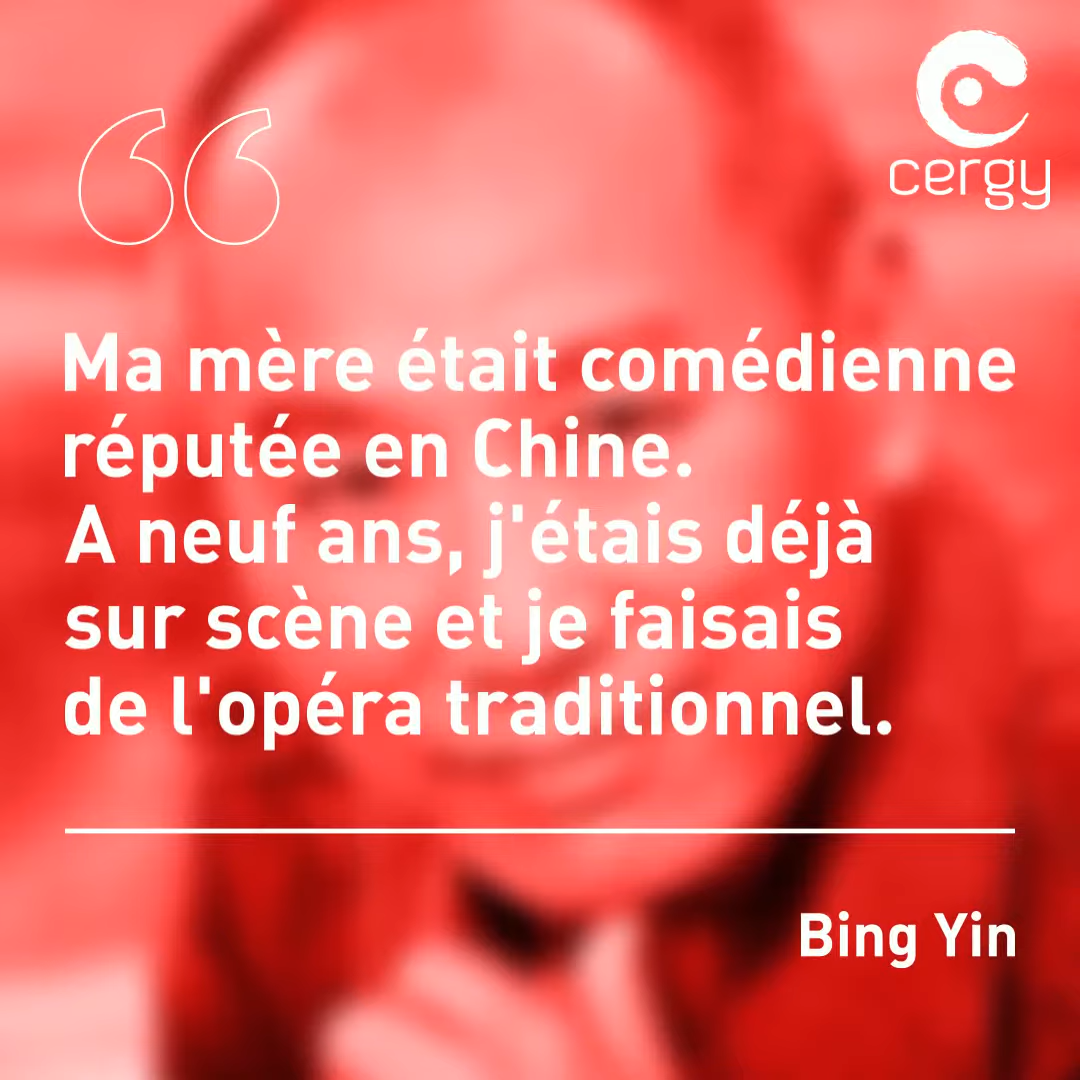 cergy
Ma mère était comédienne
réputée en Chine.
A neuf ans, j'étais déjà
sur scène et je faisais
de l'opéra traditionnel.
Bing Yin